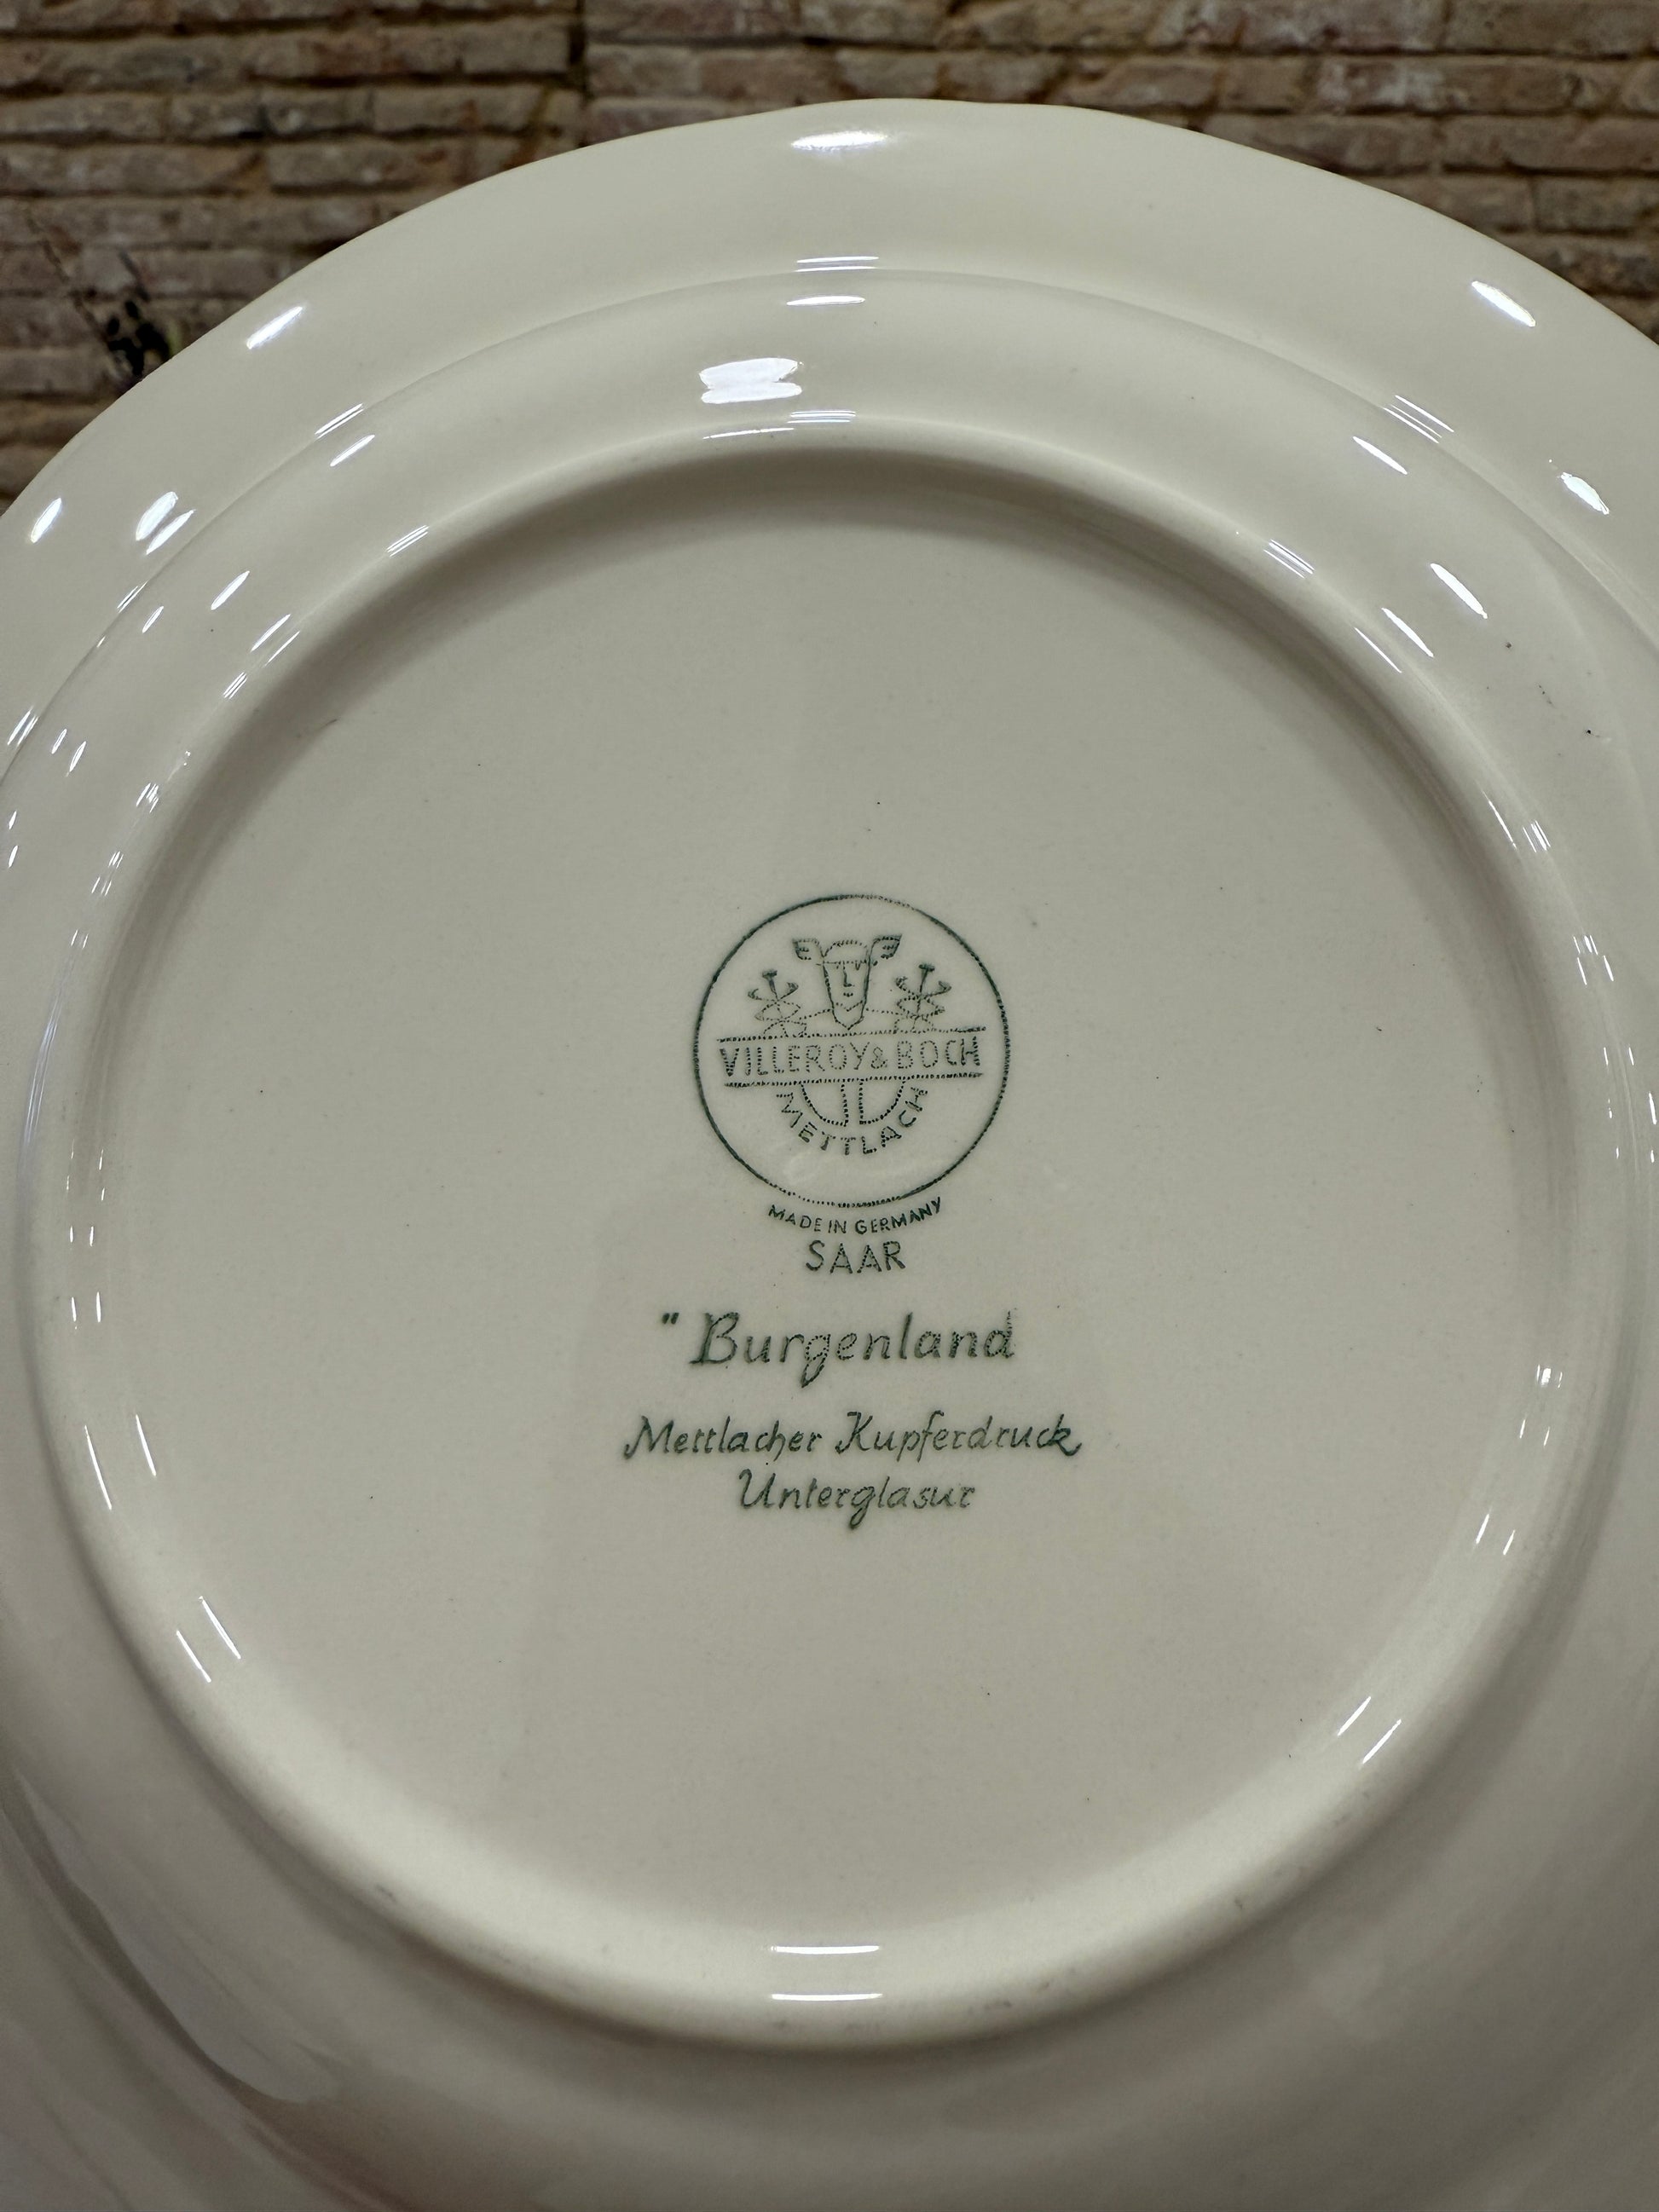 VILLEROY & BOCH
METTLACH
MADE IN GERMANY
SAAR
" Burgenland
Mettlacher Kupferdruck
Unterglasur